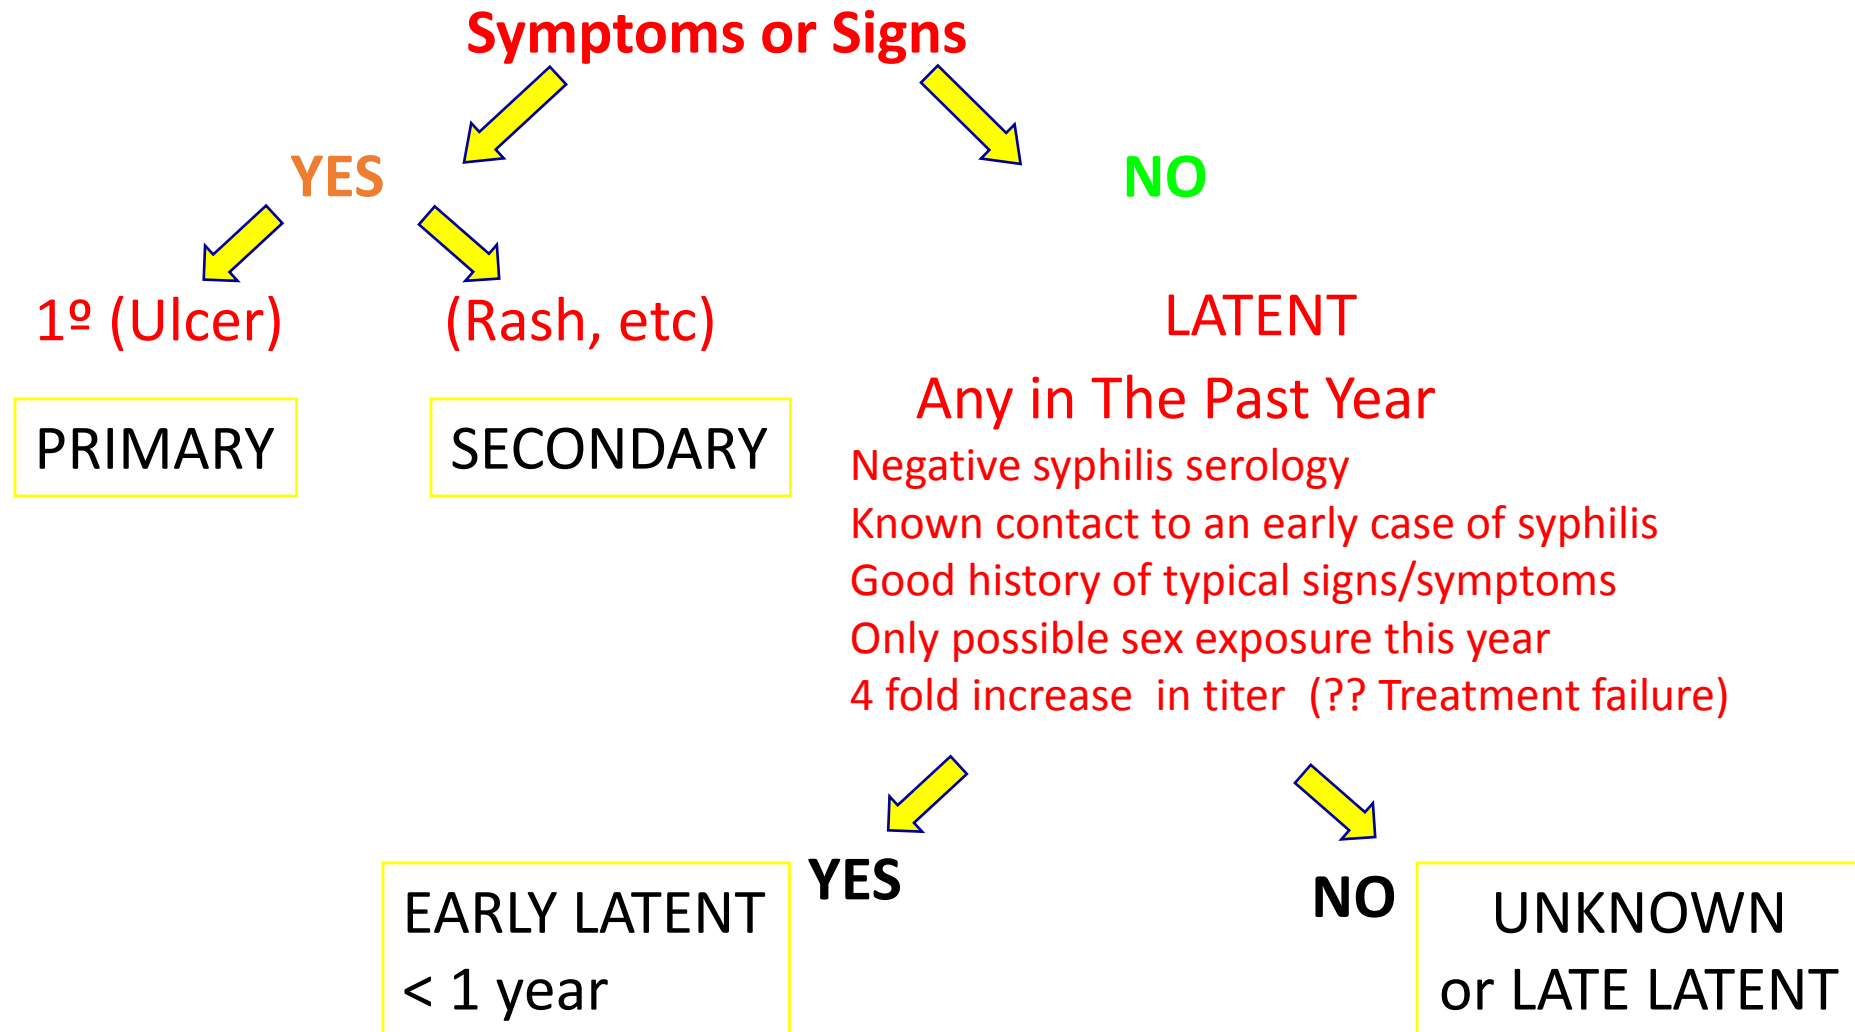 Symptoms or Signs
YES
NO
1º (Ulcer)
(Rash, etc)
LATENT
PRIMARY
SECONDARY
Any in The Past Year
Negative syphilis serology
Known contact to an early case of syphilis
Good history of typical signs/symptoms
Only possible sex exposure this year
4 fold increase  in titer  (?? Treatment failure)
YES
NO
EARLY LATENT
< 1 year
UNKNOWN
or LATE LATENT